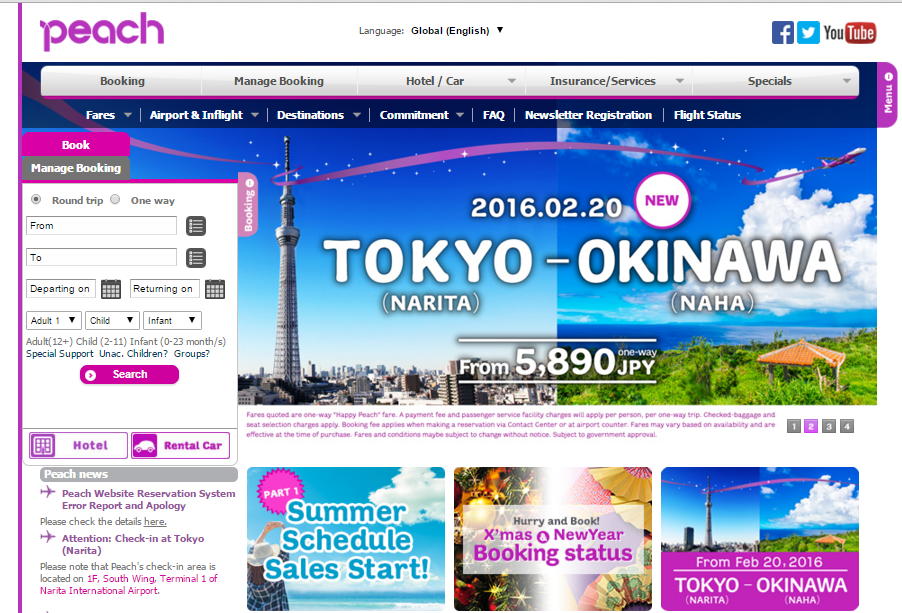 peach
Language: Global (English) ▼
You Tube
Booking Manage Booking Hotel / Car Insurance/Services Specials
Menu
Fares Airport & Inflight Destinations Commitment FAQ Newsletter Registration Flight Status
Book
Manage Booking
Round trip One way
From
To
Departing on Returning on
Adult 1 ▼ Child ▼ Infant ▼
Adult(12+) Child (2-11) Infant (0-23 month/s)
Special Support Unac. Children? Groups?
Search
Booking
2016.02.20 NEW
TOKYO – OKINAWA
(NARITA) (NAHA)
From 5,890 one-way JPY
Fares quoted are one-way "Happy Peach" fare. A payment fee and passenger service facility charges will apply per person, per one-way trip. Checked-baggage and
seat selection charges apply. Booking fee applies when making a reservation via Contact Center or at airport counter. Fares may vary based on availability and are
effective at the time of purchase. Fares and conditions maybe subject to change without notice. Subject to government approval.
1 2 3 4
Hotel Rental Car
Peach news
Peach Website Reservation System
Error Report and Apology
Please check the details here.
Attention: Check-in at Tokyo
(Narita)
Please note that Peach's check-in area is
located on 1F, South Wing, Terminal 1 of
Narita International Airport.
PART 1
Summer
Schedule
Sales Start!
Hurry and Book!
X'mas & NewYear
Booking status
From Feb 20,2016
TOKYO – OKINAWA
(NARITA) (NAHA)